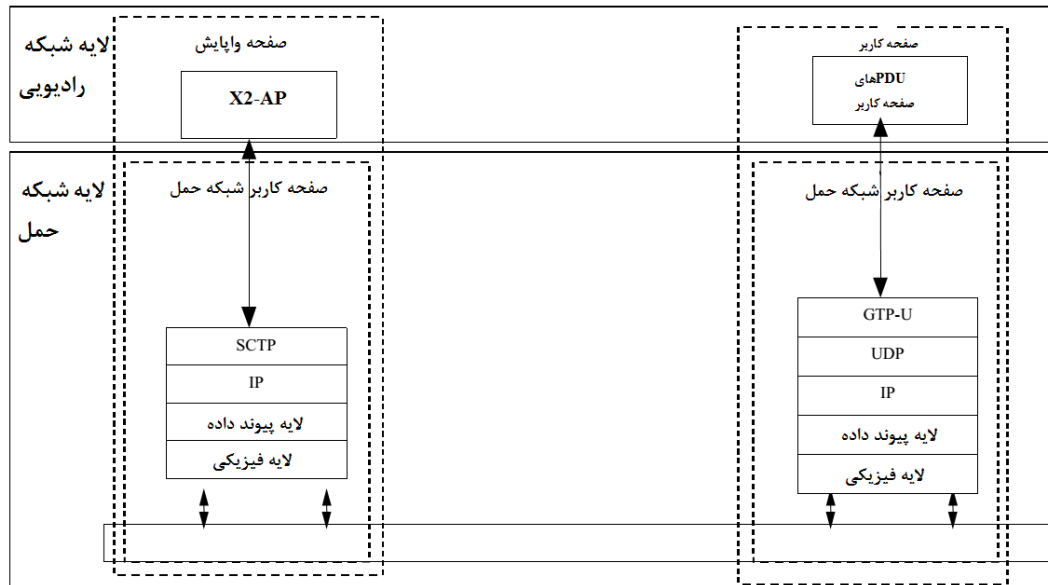 لایه شبکه
رادیویی
صفحه واپایش
X2-AP
صفحه کاربر
PDUهای
صفحه کاربر
لایه شبکه
حمل
صفحه کاربر شبکه حمل
SCTP
IP
لایه پیوند داده
لایه فیزیکی
صفحه کاربر شبکه حمل
GTP-U
UDP
IP
لایه پیوند داده
لایه فیزیکی